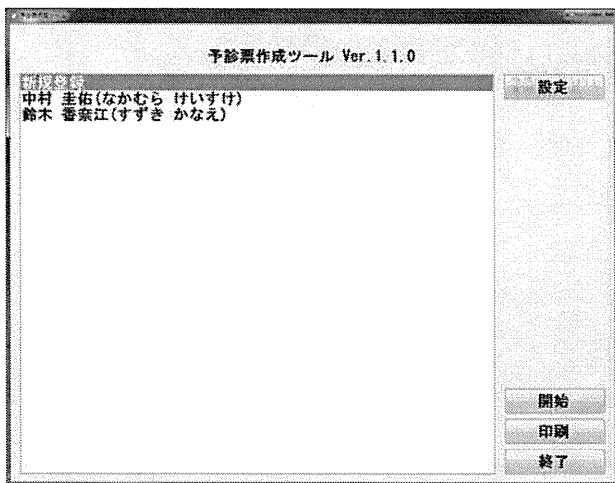 予診票作成ツール Ver.1.1.0
新規登録
中村 圭佑(なかむら けいすけ)
鈴木 香奈江(すずき かなえ)
設定
開始
印刷
終了